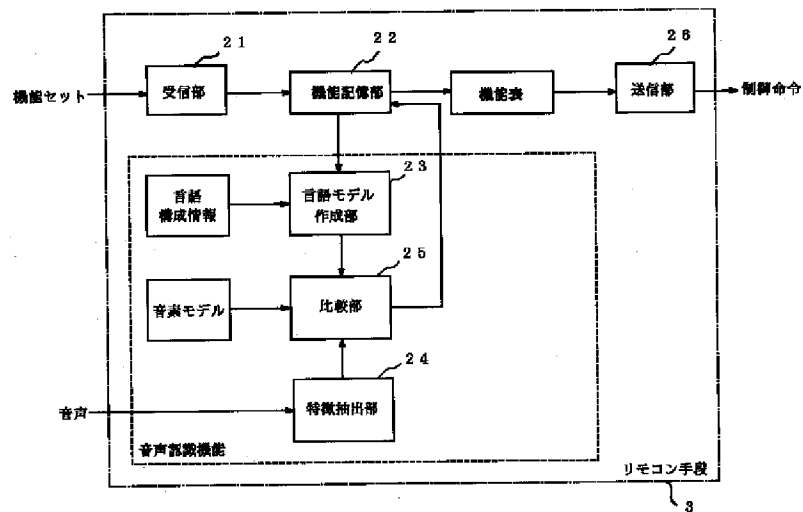 21
22
26
機能セット
受信部
機能記憶部
機能表
送信部
制御命令
23
言語
構成情報
言語モデル
作成部
25
音素モデル
比較部
24
音声
特徴抽出部
音声認識機能
リモコン手段
3